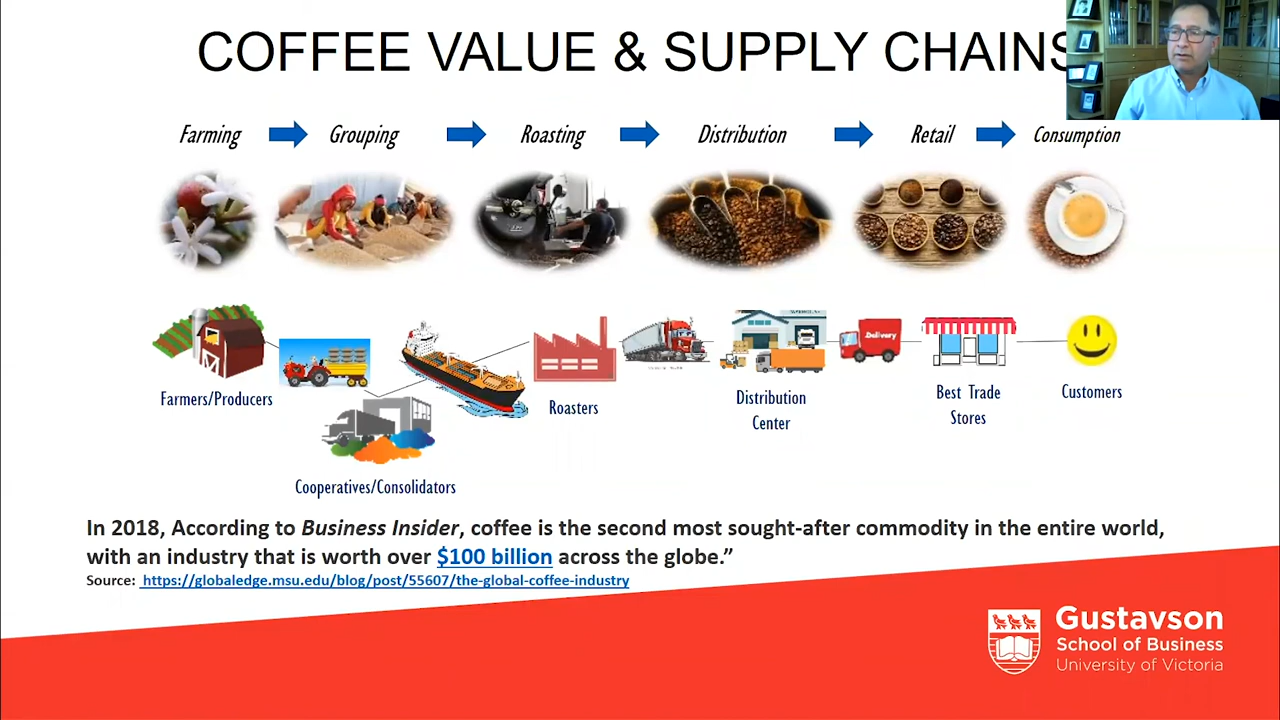 COFFEE VALUE & SUPPLY CHAINS
Farming Grouping Roasting Distribution Retail Consumption
Delivery
Farmers/Producers
Roasters
Distribution
Center
Best Trade
Stores
Customers
Cooperatives/Consolidators
In 2018, According to Business Insider, coffee is the second most sought-after commodity in the entire world,
with an industry that is worth over $100 billion across the globe.”
Source: https://globaledge.msu.edu/blog/post/55607/the-global-coffee-industry
Gustavson
School of Business
University of Victoria